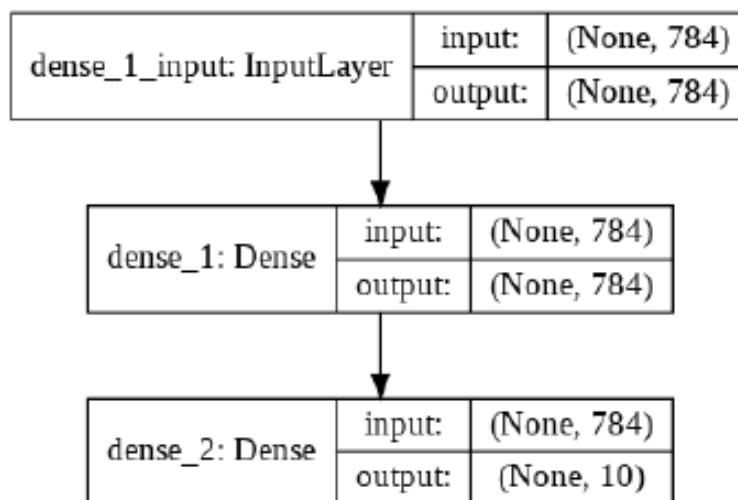 dense_1_input: InputLayer
input: (None, 784)
output: (None, 784)
dense_1: Dense
input: (None, 784)
output: (None, 784)
dense_2: Dense
input: (None, 784)
output: (None, 10)